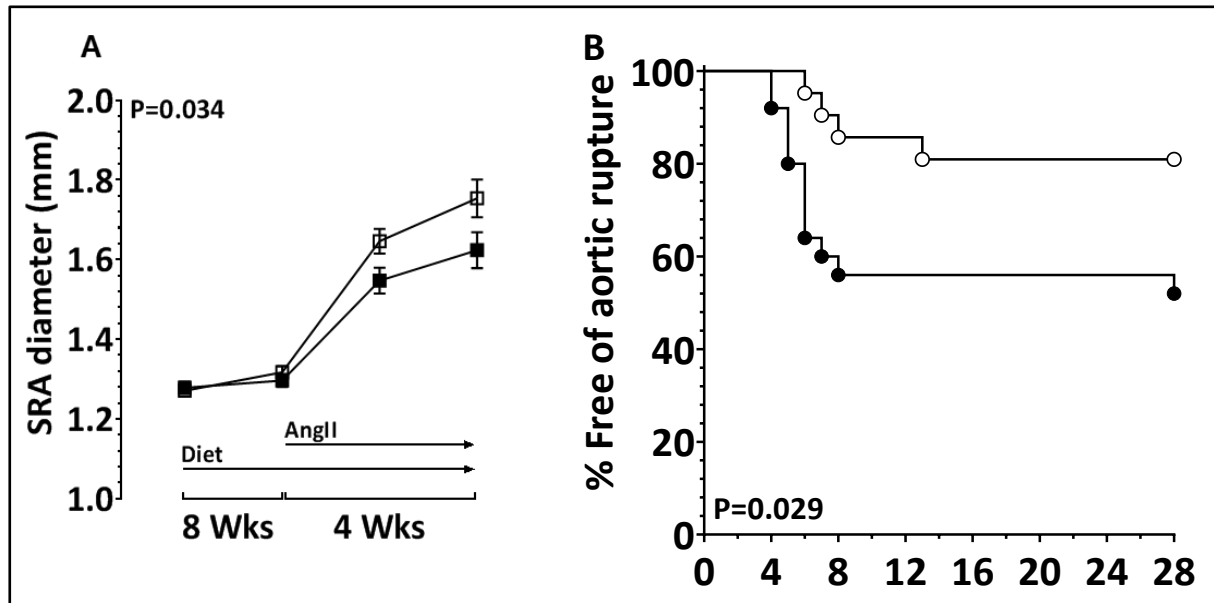 A
SRA diameter (mm)
P=0.034
2.0
1.8
1.6
1.4
1.2
1.0
AngII
Diet
8 Wks
4 Wks
B
% Free of aortic rupture
100
80
60
40
20
0
P=0.029
0 4 8 12 16 20 24 28